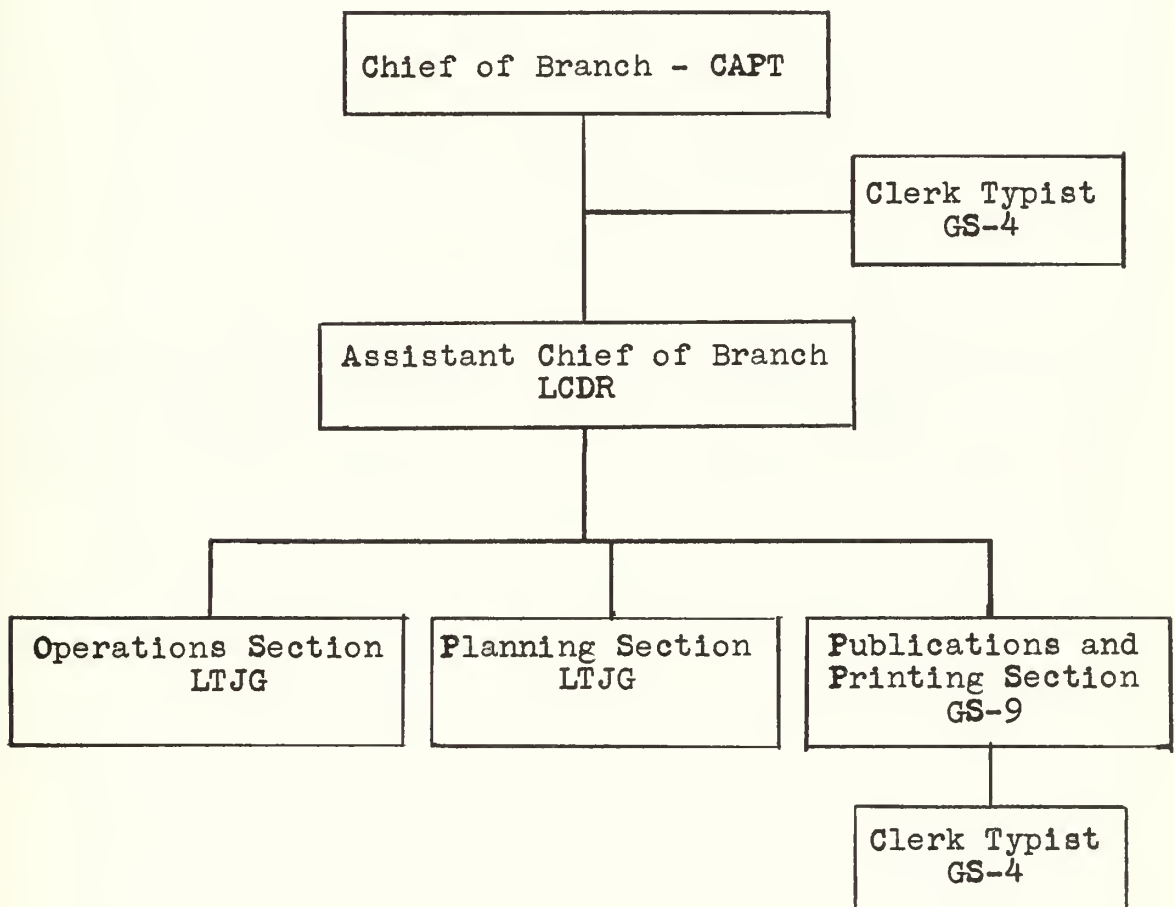 Chief of Branch - CAPT
Clerk Typist
GS-4
Assistant Chief of Branch
LCDR
Operations Section
LTJG
Planning Section
LTJG
Publications and
Printing Section
GS-9
Clerk Typist
GS-4